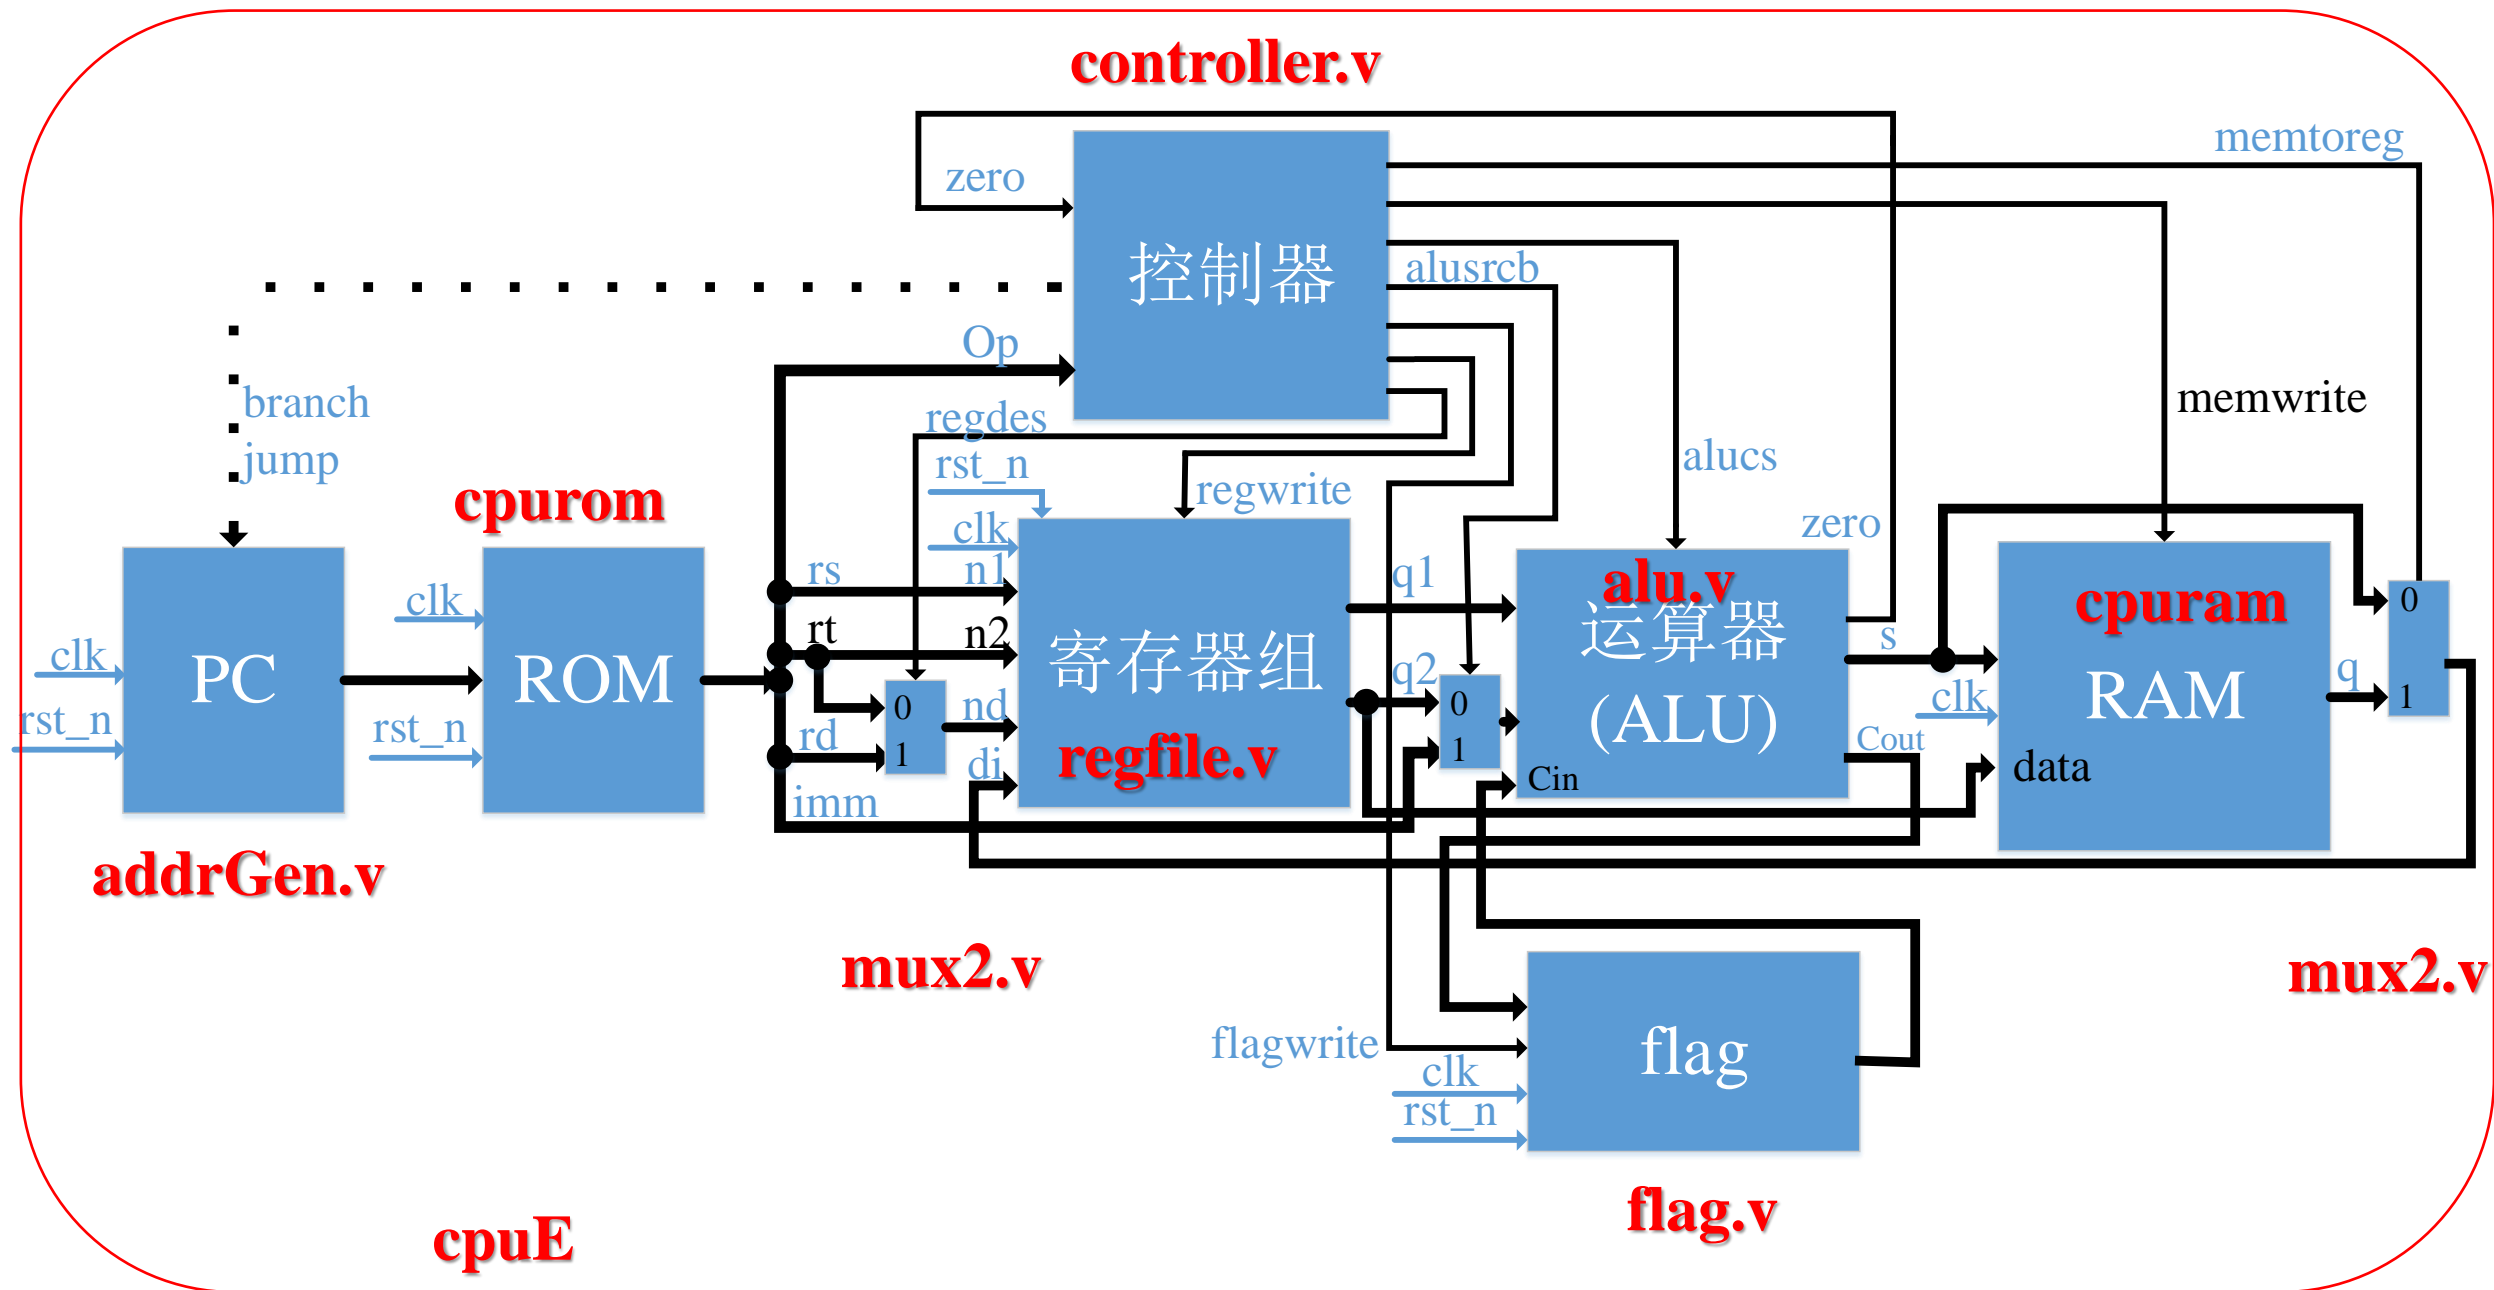 controller.v
memtoreg
zero
控制器
alusrcb
Op
branch
jump
regdes
memwrite
rst_n
regwrite
alucs
cpurom
clk
zero
rs
n1
q1
alu.v
cpuram
0
clk
rt
n2
运算器
s
clk
PC
ROM
寄存器组
q2
0
(ALU)
clk
RAM
q
1
rst_n
rst_n
0
nd
rd
1
di
regfile.v
1
Cout
data
Cin
imm
addrGen.v
mux2.v
mux2.v
flagwrite
flag
clk
rst_n
flag.v
cpuE